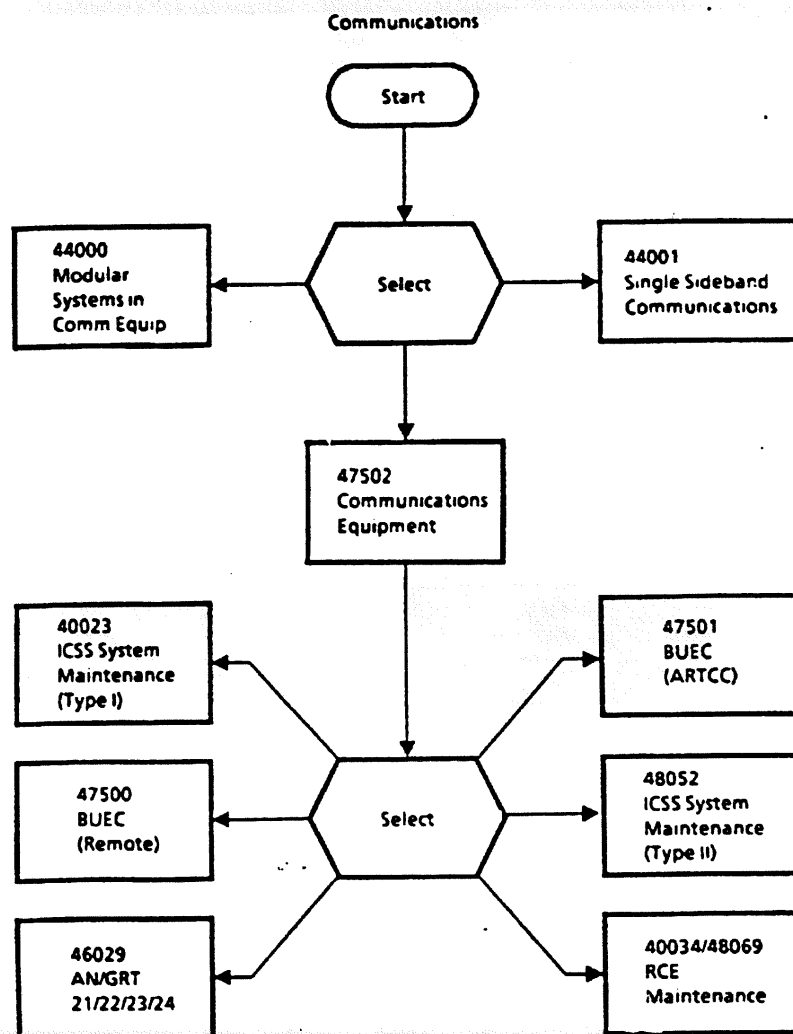 Communications
Start
44000
Modular
Systems in
Comm Equip
Select
44001
Single Sideband
Communications
47502
Communications
Equipment
40023
ICSS System
Maintenance
(Type I)
47501
BUEC
(ARTCC)
47500
BUEC
(Remote)
Select
48052
ICSS System
Maintenance
(Type II)
46029
AN/GRT
21/22/23/24
40034/48069
RCE
Maintenance